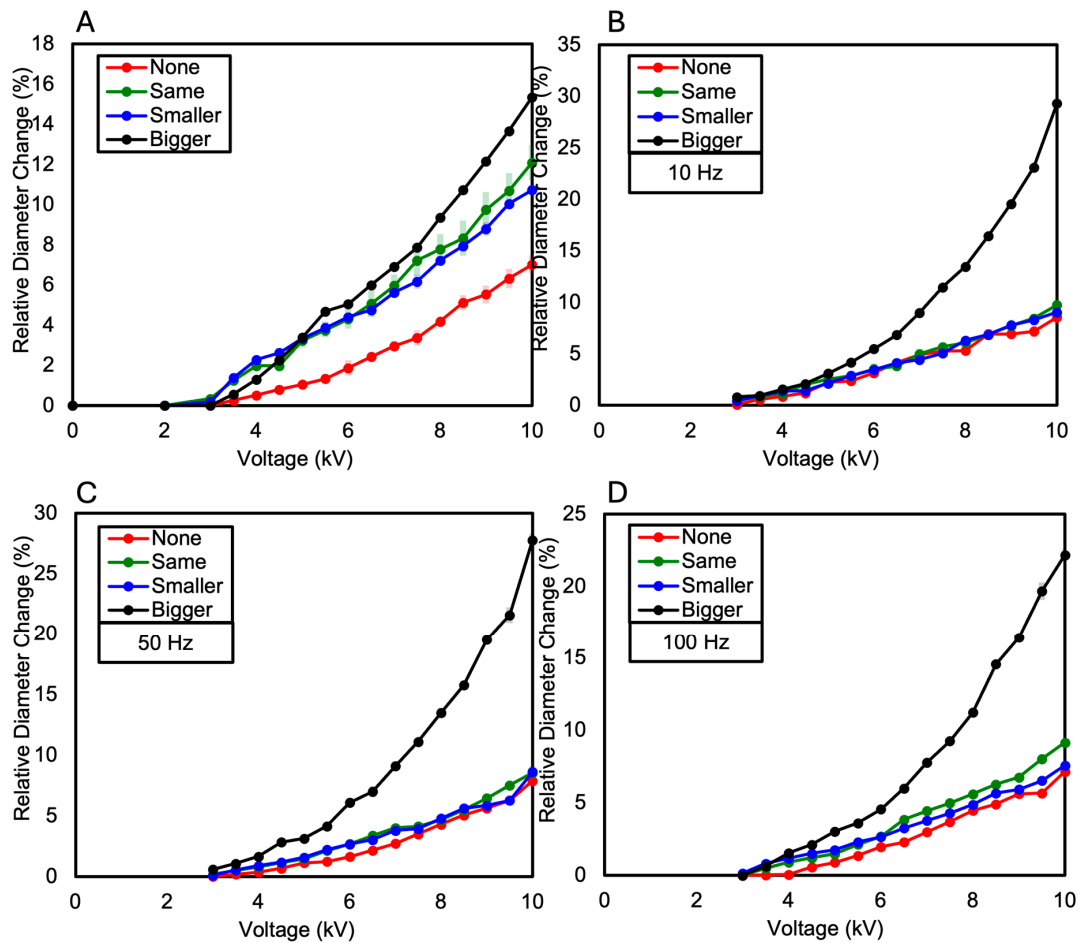 A
Relative Diameter Change (%)
18
16
14
12
10
8
6
4
2
0
None
Same
Smaller
Bigger
0
2
4
6
8
10
Voltage (kV)
B
Relative Diameter Change (%)
35
30
25
20
15
10
5
0
None
Same
Smaller
Bigger
10 Hz
0
2
4
6
8
10
Voltage (kV)
C
Relative Diameter Change (%)
30
25
20
15
10
5
0
None
Same
Smaller
Bigger
50 Hz
0
2
4
6
8
10
Voltage (kV)
D
Relative Diameter Change (%)
25
20
15
10
5
0
None
Same
Smaller
Bigger
100 Hz
0
2
4
6
8
10
Voltage (kV)